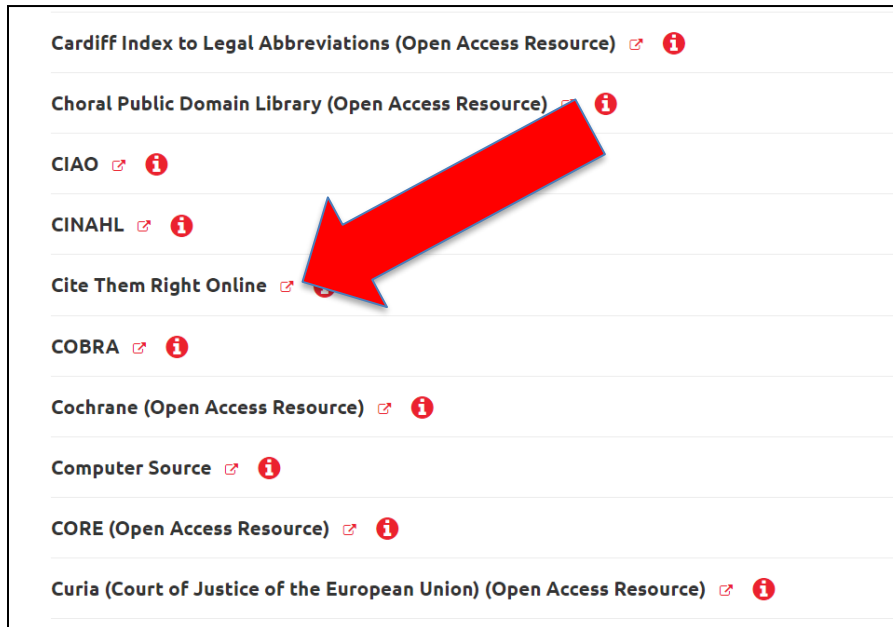 Cardiff Index to Legal Abbreviations (Open Access Resource)
Choral Public Domain Library (Open Access Resource)
CIAO
CINAHL
Cite Them Right Online
COBRA
Cochrane (Open Access Resource)
Computer Source
CORE (Open Access Resource)
Curia (Court of Justice of the European Union) (Open Access Resource)